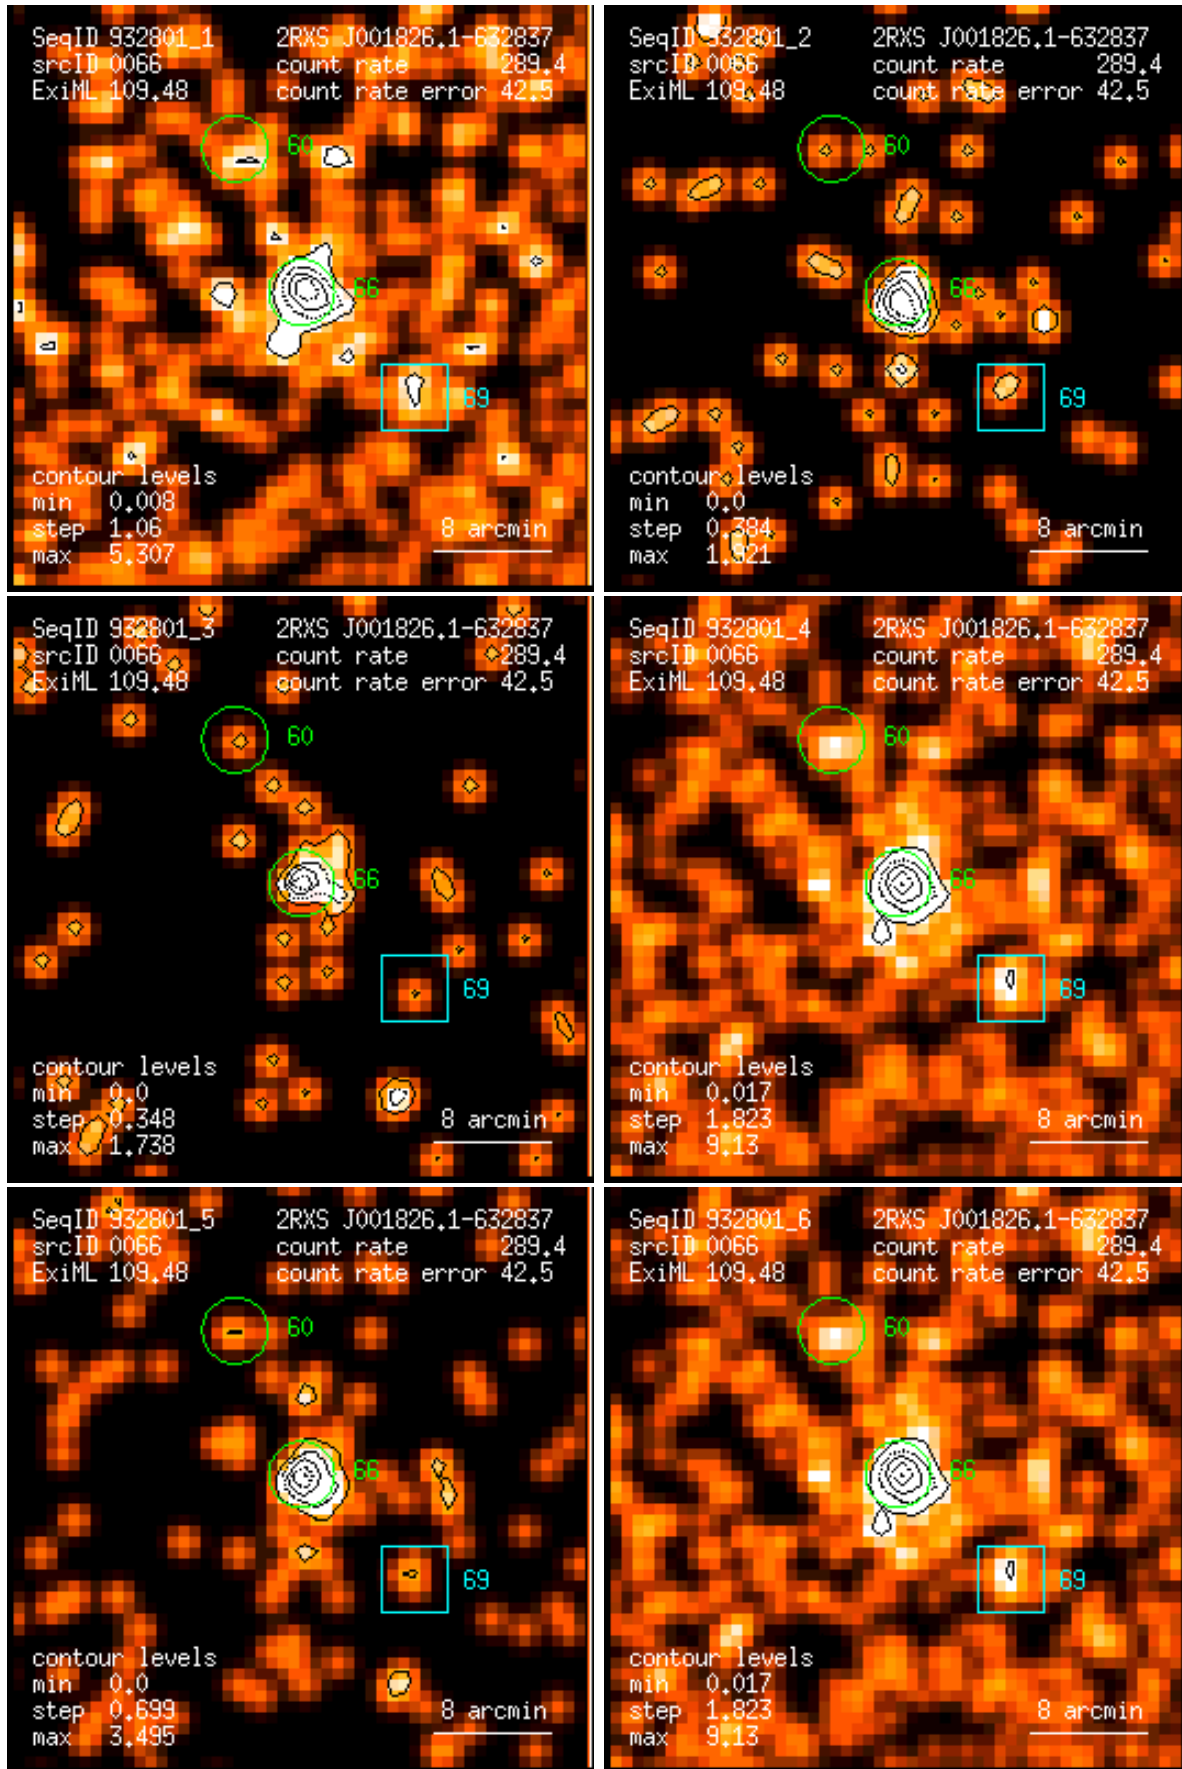 SeqID 932801_1 2RXS J001826.1-632837
srcID 0066 count rate 289.4
ExiML 109.48 count rate error 42.5
60
66
69
contour levels
min 0.008
step 1.06 8 arcmin
max 5.307
SeqID 932801_2 2RXS J001826.1-632837
srcID 0066 count rate 289.4
ExiML 109.48 count rate error 42.5
60
66
69
contour levels
min 0.0
step 0.384 8 arcmin
max 1.921
SeqID 932801_3 2RXS J001826.1-632837
srcID 0066 count rate 289.4
ExiML 109.48 count rate error 42.5
60
66
69
contour levels
min 0.0
step 0.348 8 arcmin
max 1.738
SeqID 932801_4 2RXS J001826.1-632837
srcID 0066 count rate 289.4
ExiML 109.48 count rate error 42.5
60
66
69
contour levels
min 0.017
step 1.823 8 arcmin
max 9.13
SeqID 932801_5 2RXS J001826.1-632837
srcID 0066 count rate 289.4
ExiML 109.48 count rate error 42.5
60
66
69
contour levels
min 0.0
step 0.699 8 arcmin
max 3.495
SeqID 932801_6 2RXS J001826.1-632837
srcID 0066 count rate 289.4
ExiML 109.48 count rate error 42.5
60
66
69
contour levels
min 0.017
step 1.823 8 arcmin
max 9.13